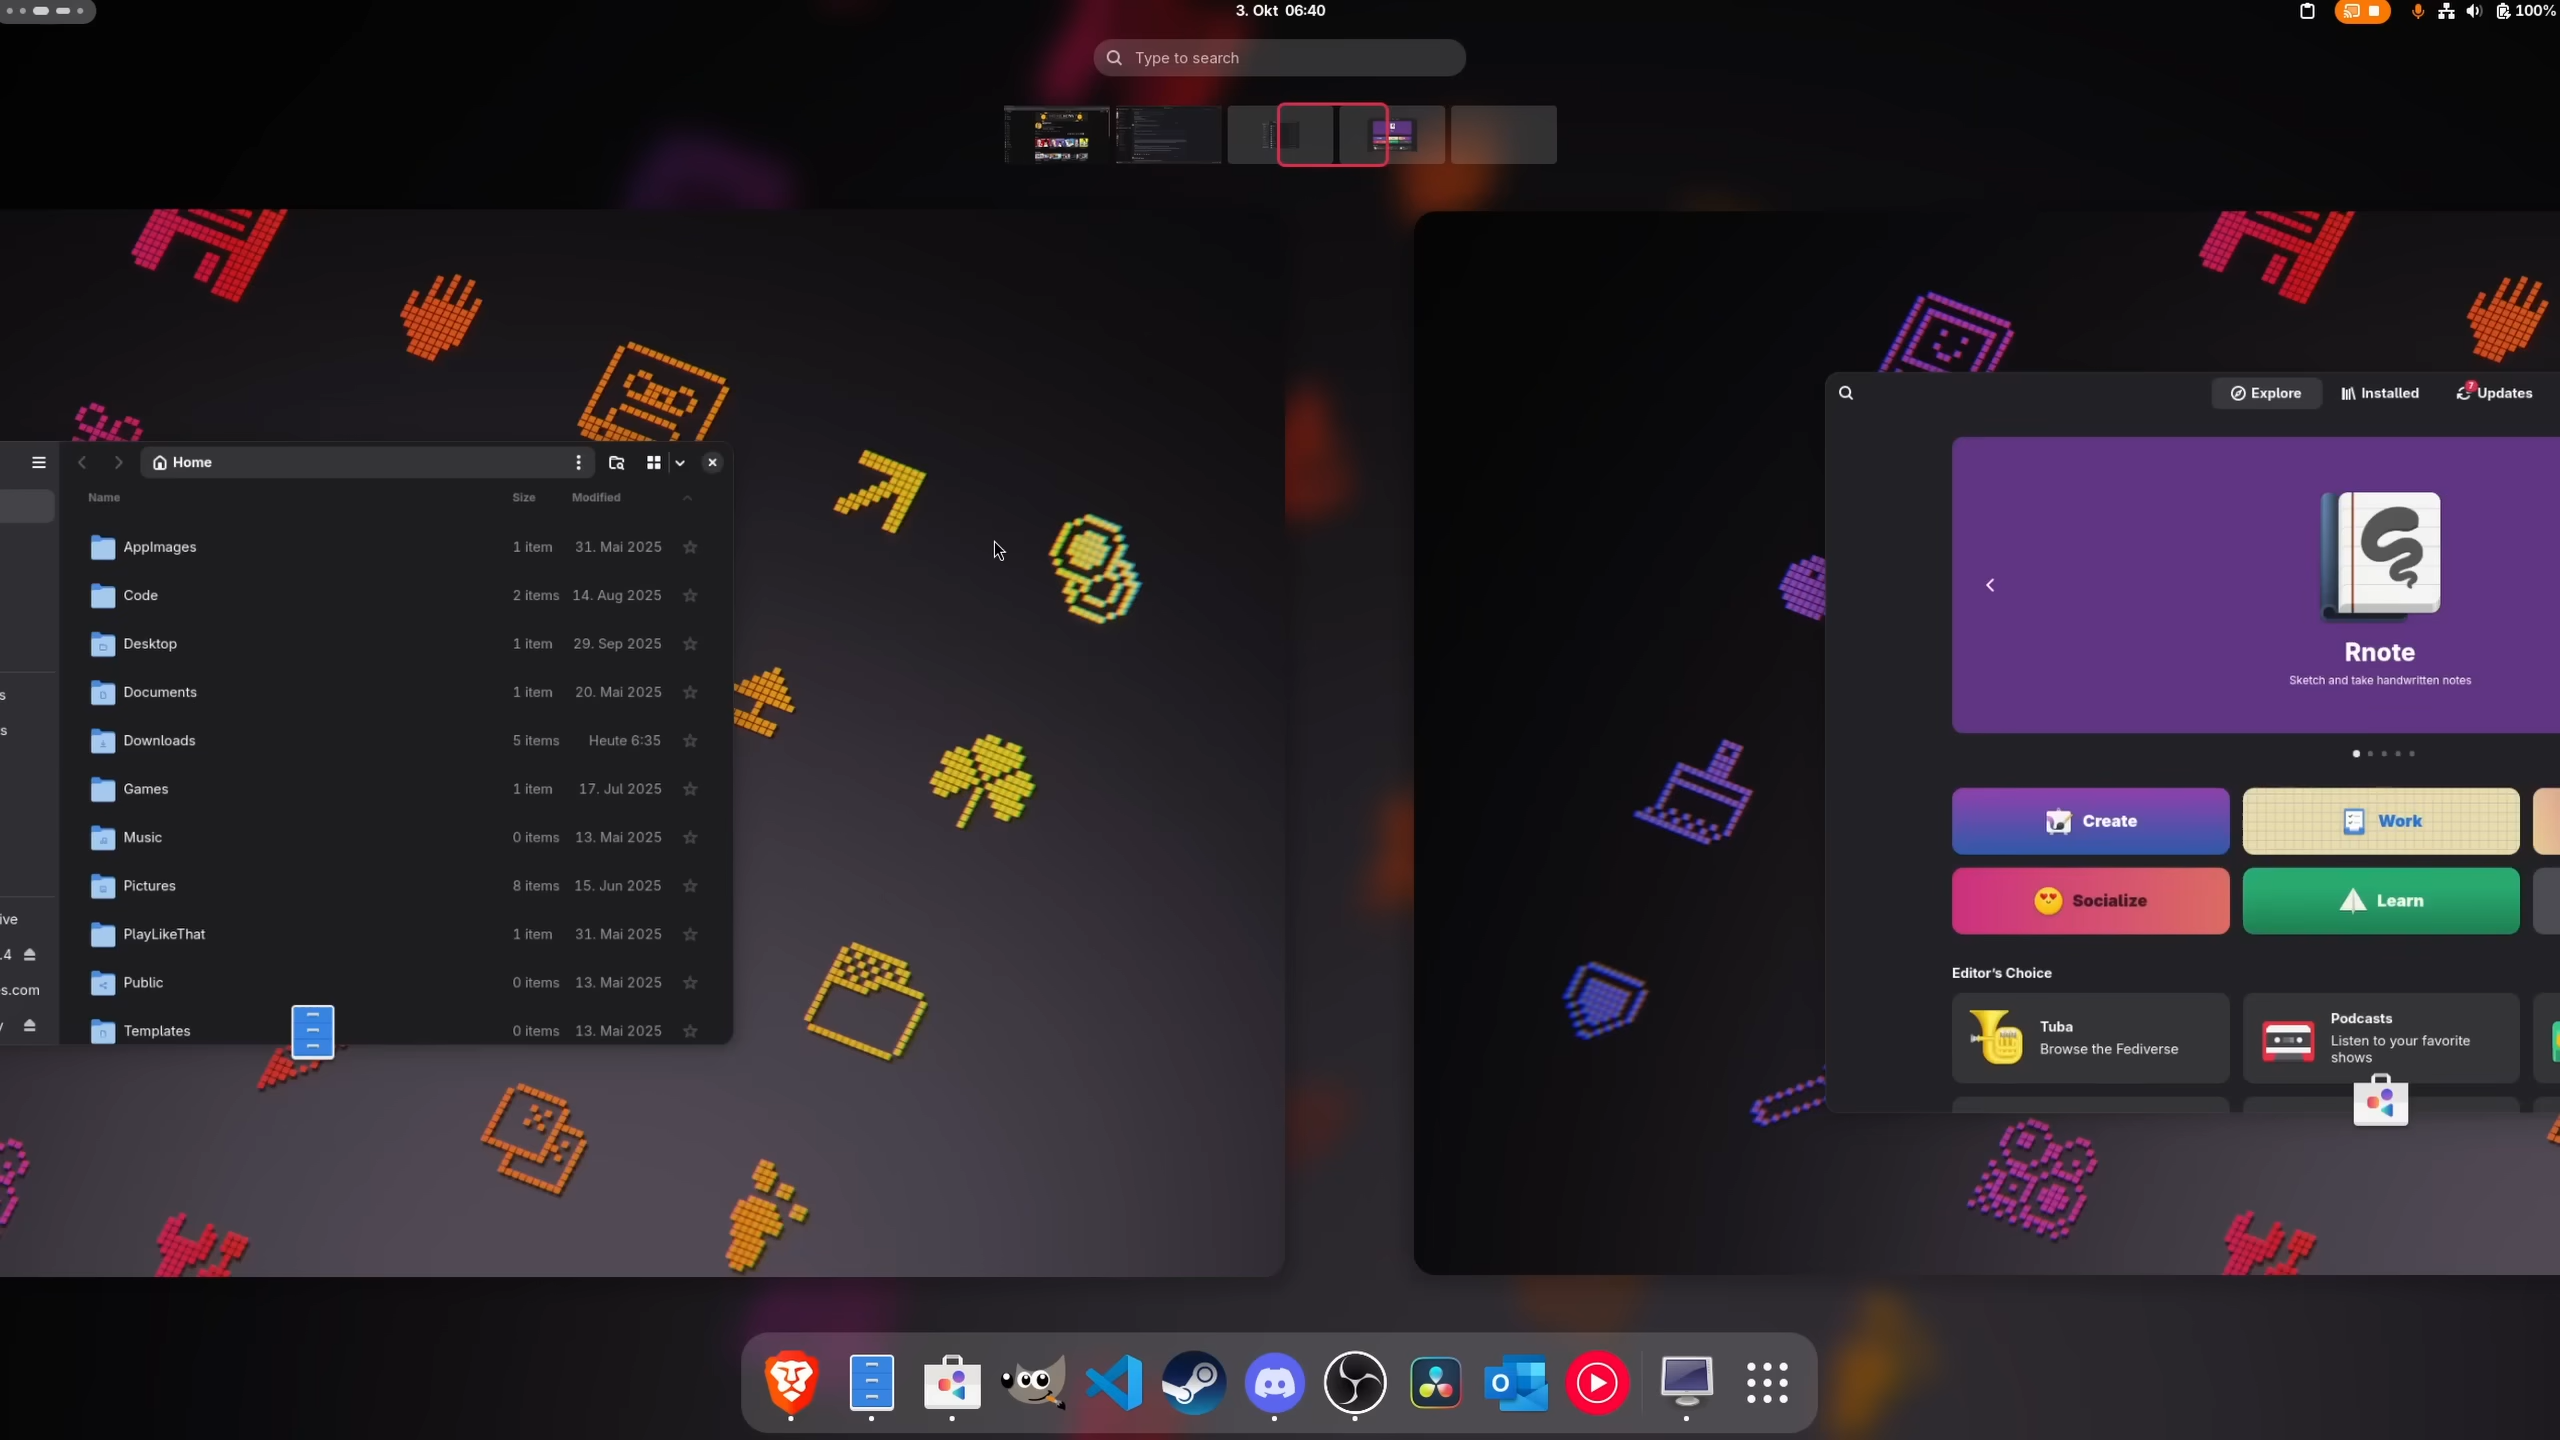 3. Okt 06:40
100%
Type to search
Home
Name Size Modified
AppImages 1 item 31. Mai 2025
Code 2 items 14. Aug 2025
Desktop 1 item 29. Sep 2025
Documents 1 item 20. Mai 2025
Downloads 5 items Heute 6:35
Games 1 item 17. Jul 2025
Music 0 items 13. Mai 2025
Pictures 8 items 15. Jun 2025
PlayLikeThat 1 item 31. Mai 2025
Public 0 items 13. Mai 2025
Templates 0 items 13. Mai 2025
s
s
ive
.4
s.com
y
Explore Installed 7 Updates
Rnote
Sketch and take handwritten notes
Create Work
Socialize Learn
Editor's Choice
Tuba
Browse the Fediverse
Podcasts
Listen to your favorite
shows